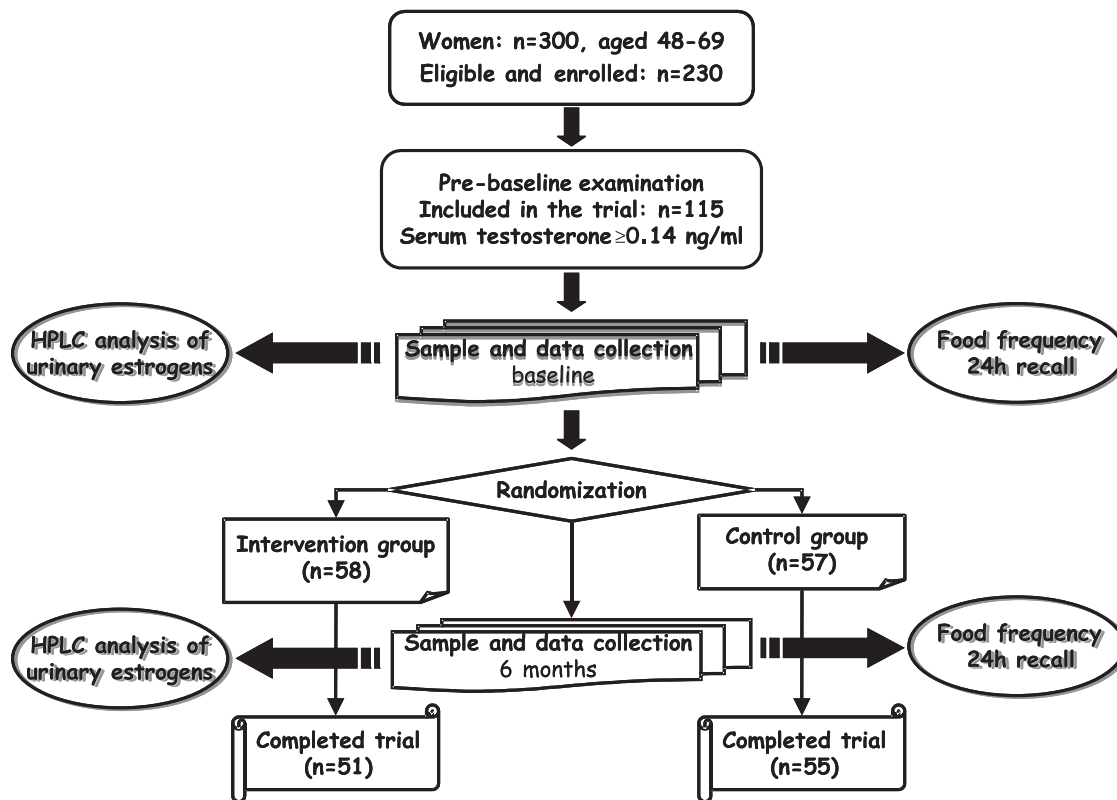 Women: n=300, aged 48-69
Eligible and enrolled: n=230
Pre-baseline examination
Included in the trial: n=115
Serum testosterone≥0.14 ng/ml
HPLC analysis of
urinary estrogens
Sample and data collection
baseline
Food frequency
24h recall
Randomization
Intervention group
(n=58)
Control group
(n=57)
HPLC analysis of
urinary estrogens
Sample and data collection
6 months
Food frequency
24h recall
Completed trial
(n=51)
Completed trial
(n=55)